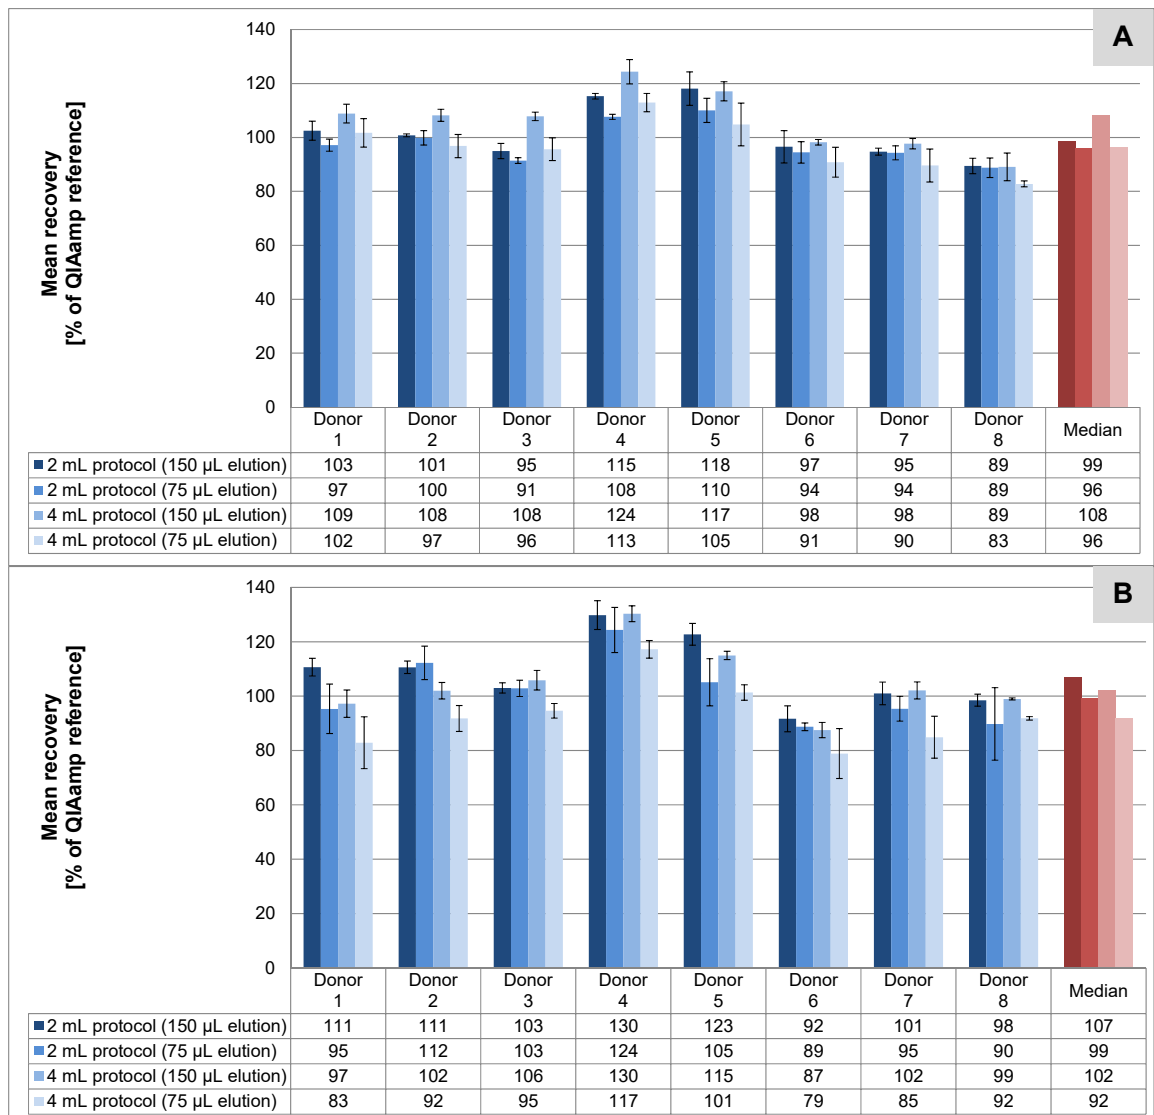 A
Mean recovery
[% of QIAamp reference]
140
120
100
80
60
40
20
0
Donor 1 Donor 2 Donor 3 Donor 4 Donor 5 Donor 6 Donor 7 Donor 8 Median
2 mL protocol (150 µL elution) 103 101 95 115 118 97 95 89 99
2 mL protocol (75 µL elution) 97 100 91 108 110 94 94 89 96
4 mL protocol (150 µL elution) 109 108 108 124 117 98 98 89 108
4 mL protocol (75 µL elution) 102 97 96 113 105 91 90 83 96
B
Mean recovery
[% of QIAamp reference]
140
120
100
80
60
40
20
0
Donor 1 Donor 2 Donor 3 Donor 4 Donor 5 Donor 6 Donor 7 Donor 8 Median
2 mL protocol (150 µL elution) 111 111 103 130 123 92 101 98 107
2 mL protocol (75 µL elution) 95 112 103 124 105 89 95 90 99
4 mL protocol (150 µL elution) 97 102 106 130 115 87 102 99 102
4 mL protocol (75 µL elution) 83 92 95 117 101 79 85 92 92